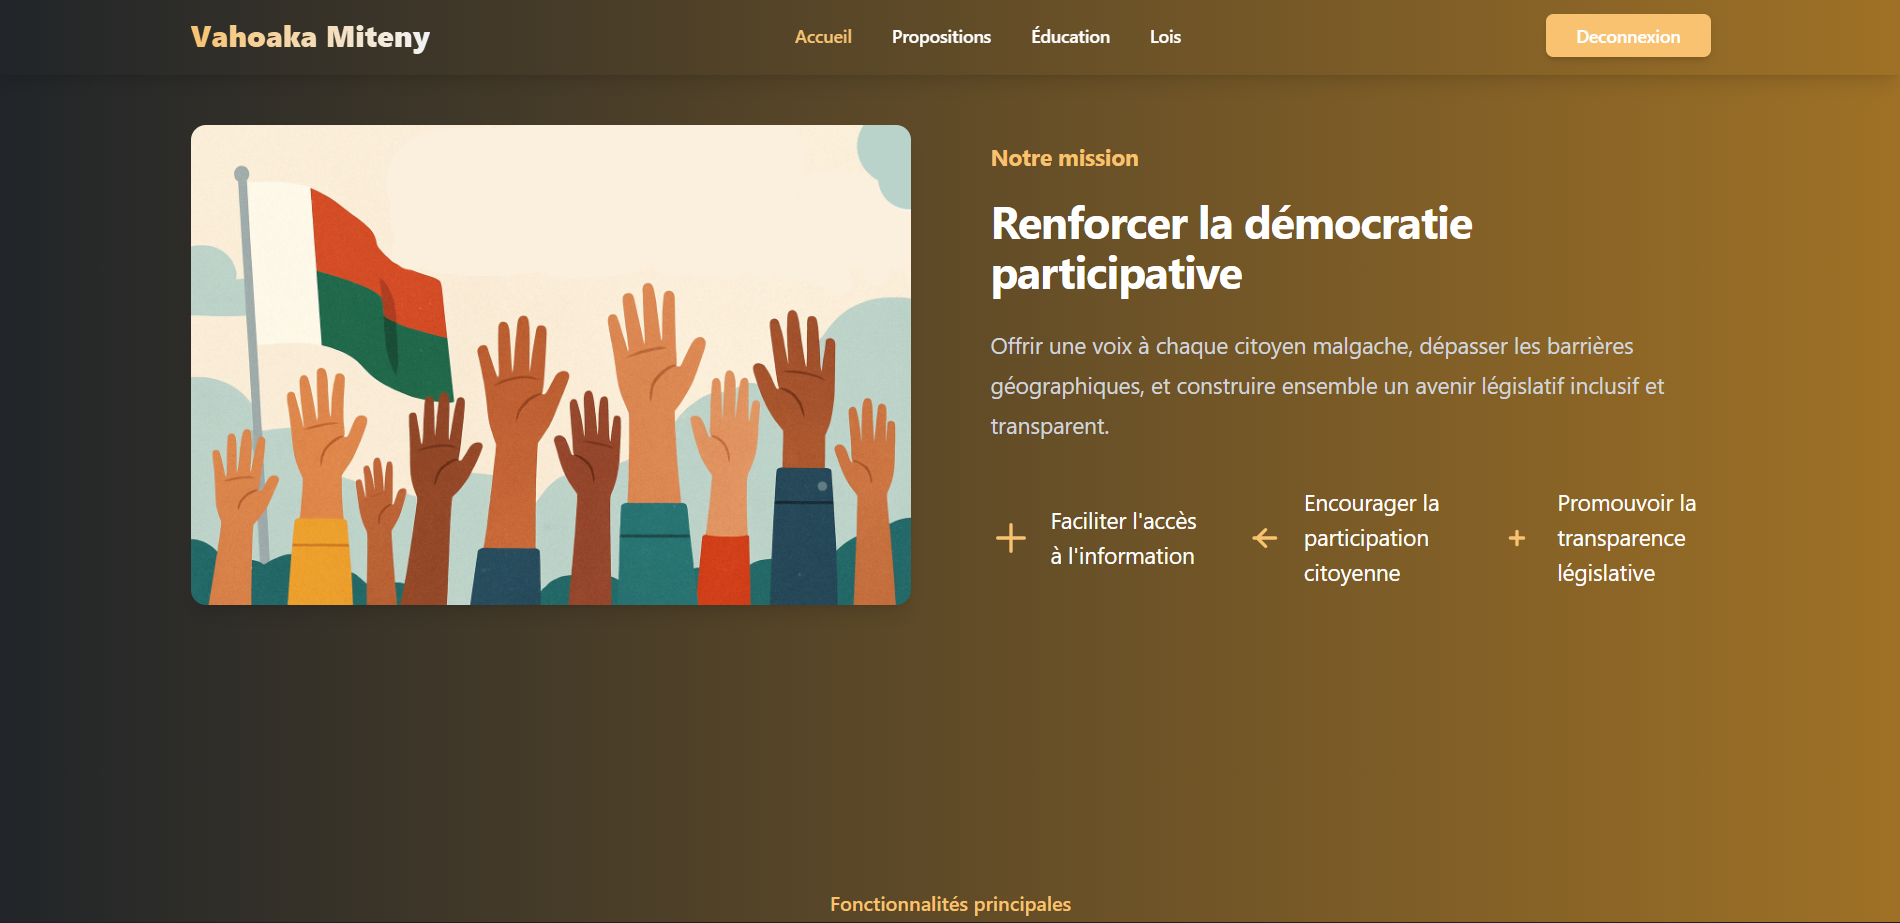 Vahoaka Miteny
Accueil
Propositions
Éducation
Lois
Deconnexion
Notre mission
Renforcer la démocratie
participative
Offrir une voix à chaque citoyen malgache, dépasser les barrières
géographiques, et construire ensemble un avenir législatif inclusif et
transparent.
Faciliter l'accès
à l'information
Encourager la
participation
citoyenne
Promouvoir la
transparence
législative
Fonctionnalités principales